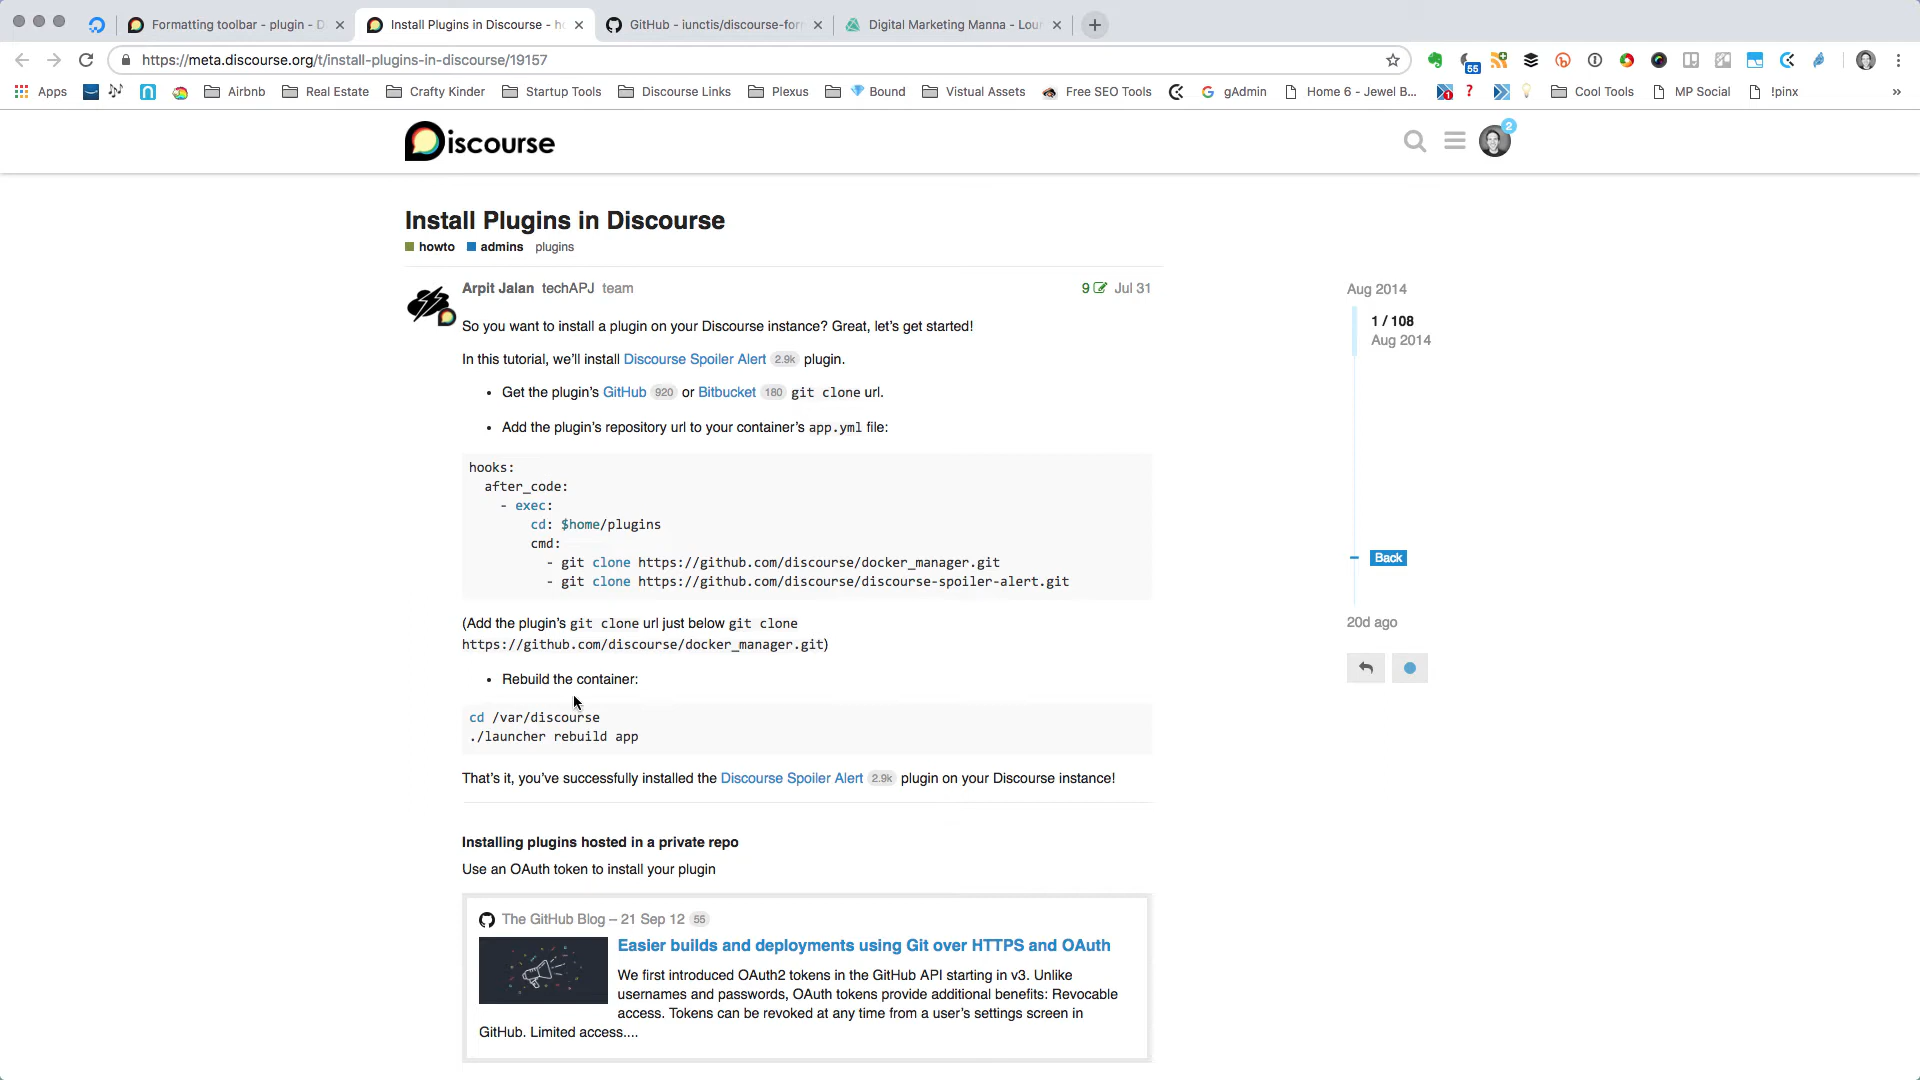 Formatting toolbar - plugin - D
Install Plugins in Discourse - ho
GitHub - iunctis/discourse-for
Digital Marketing Manna - Lou
https://meta.discourse.org/t/install-plugins-in-discourse/19157
55
Apps
Airbnb
Real Estate
Crafty Kinder
Startup Tools
Discourse Links
Plexus
Bound
Visual Assets
Free SEO Tools
gAdmin
Home 6 - Jewel B...
1
?
Cool Tools
MP Social
!pinx
»
Discourse
2
Install Plugins in Discourse
howto admins plugins
Arpit Jalan techAPJ team
9 Jul 31
So you want to install a plugin on your Discourse instance? Great, let's get started!
In this tutorial, we'll install Discourse Spoiler Alert 2.9k plugin.
• Get the plugin's GitHub 920 or Bitbucket 180 git clone url.
• Add the plugin's repository url to your container's app.yml file:
hooks:
after_code:
- exec:
cd: $home/plugins
cmd:
- git clone https://github.com/discourse/docker_manager.git
- git clone https://github.com/discourse/discourse-spoiler-alert.git
(Add the plugin's git clone url just below git clone
https://github.com/discourse/docker_manager.git)
• Rebuild the container:
cd /var/discourse
./launcher rebuild app
That's it, you've successfully installed the Discourse Spoiler Alert 2.9k plugin on your Discourse instance!
Installing plugins hosted in a private repo
Use an OAuth token to install your plugin
The GitHub Blog – 21 Sep 12 55
Easier builds and deployments using Git over HTTPS and OAuth
We first introduced OAuth2 tokens in the GitHub API starting in v3. Unlike
usernames and passwords, OAuth tokens provide additional benefits: Revocable
access. Tokens can be revoked at any time from a user's settings screen in
GitHub. Limited access....
Aug 2014
1 / 108
Aug 2014
Back
20d ago